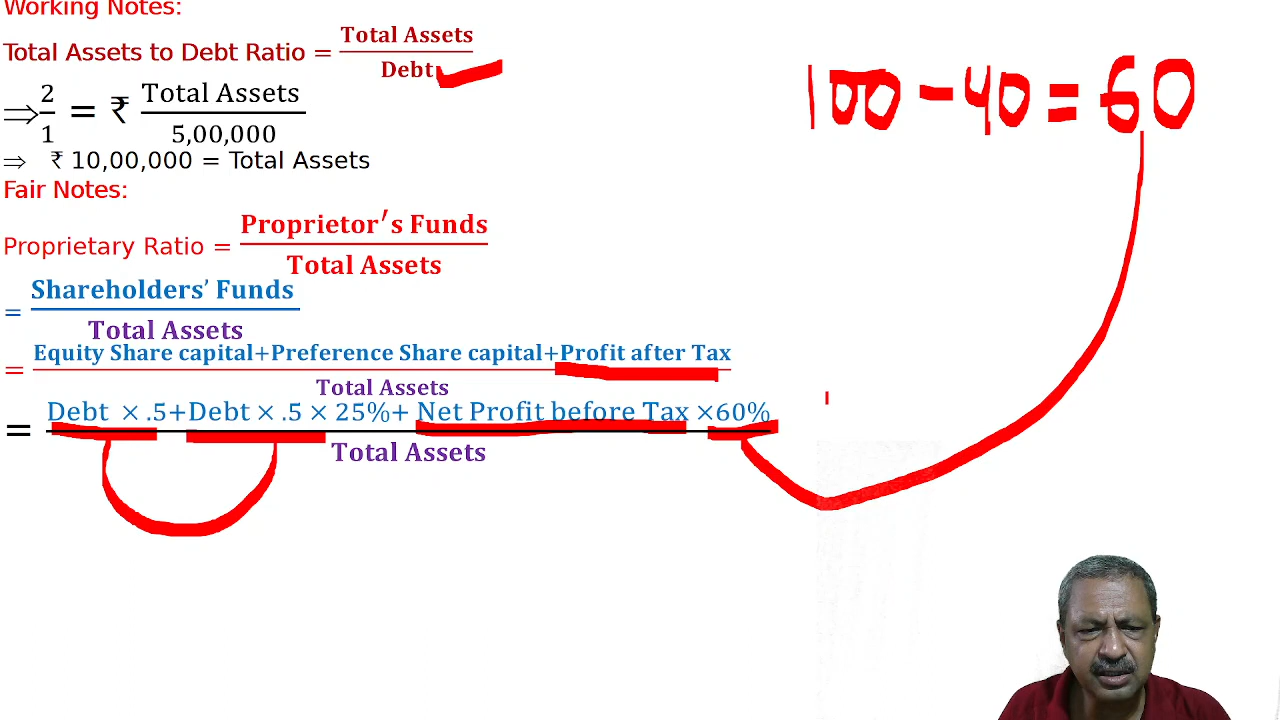 Working Notes:
Total Assets to Debt Ratio = Total Assets / Debt
⇒ 2/1 = ₹ Total Assets / 5,00,000
⇒ ₹ 10,00,000 = Total Assets
Fair Notes:
Proprietary Ratio = Proprietor's Funds / Total Assets
= Shareholders' Funds / Total Assets
= Equity Share capital+Preference Share capital+Profit after Tax / Total Assets
= Debt × .5+Debt × .5 × 25%+ Net Profit before Tax ×60% / Total Assets
100 - 40 = 60